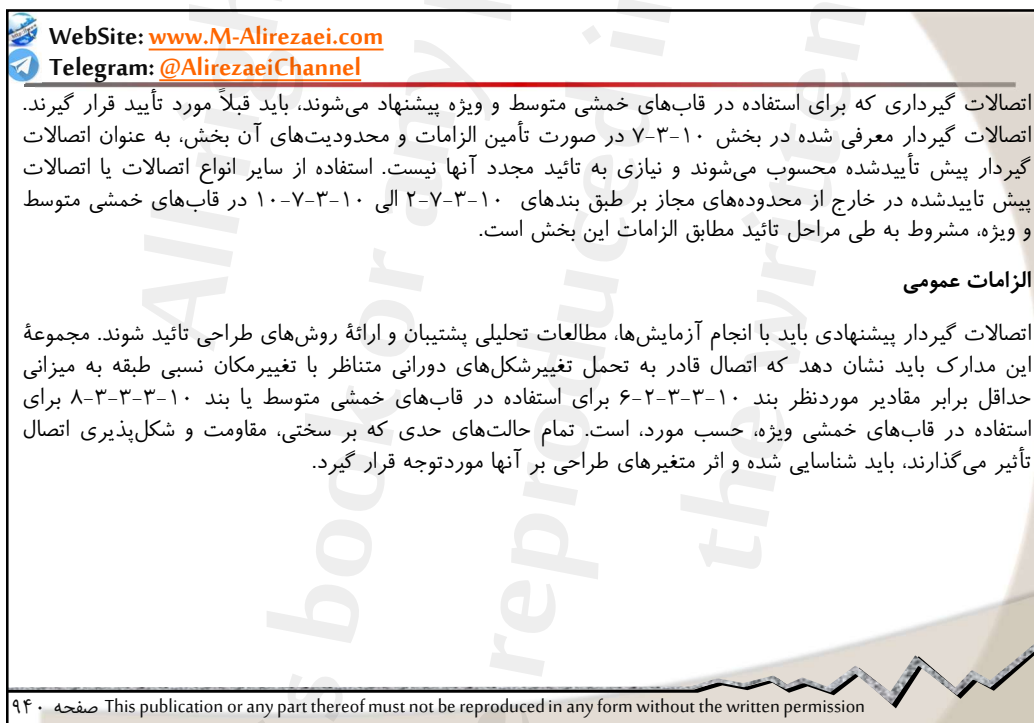 WebSite: www.M-Alirezaei.com
Telegram: @AlirezaeiChannel
اتصالات گیرداری که برای استفاده در قاب‌های خمشی متوسط و ویژه پیشنهاد می‌شوند، باید قبلاً مورد تأیید قرار گیرند.
اتصالات گیردار معرفی شده در بخش ۱۰-۳-۷ در صورت تأمین الزامات و محدودیت‌های آن بخش، به عنوان اتصالات
گیردار پیش تأییدشده محسوب می‌شوند و نیازی به تائید مجدد آنها نیست. استفاده از سایر انواع اتصالات یا اتصالات
پیش تاییدشده در خارج از محدوده‌های مجاز بر طبق بندهای ۱۰-۳-۷-۲ الی ۱۰-۳-۷-۱۰ در قاب‌های خمشی متوسط
و ویژه، مشروط به طی مراحل تائید مطابق الزامات این بخش است.
الزامات عمومی
اتصالات گیردار پیشنهادی باید با انجام آزمایش‌ها، مطالعات تحلیلی پشتیبان و ارائۀ روش‌های طراحی تائید شوند. مجموعۀ
این مدارک باید نشان دهد که اتصال قادر به تحمل تغییرشکل‌های دورانی متناظر با تغییرمکان نسبی طبقه به میزانی
حداقل برابر مقادیر موردنظر بند ۱۰-۳-۳-۲-۶ برای استفاده در قاب‌های خمشی متوسط یا بند ۱۰-۳-۳-۳-۸ برای
استفاده در قاب‌های خمشی ویژه، حسب مورد، است. تمام حالت‌های حدی که بر سختی، مقاومت و شکل‌پذیری اتصال
تأثیر می‌گذارند، باید شناسایی شده و اثر متغیرهای طراحی بر آنها موردتوجه قرار گیرد.
صفحه ۹۴۰ This publication or any part thereof must not be reproduced in any form without the written permission